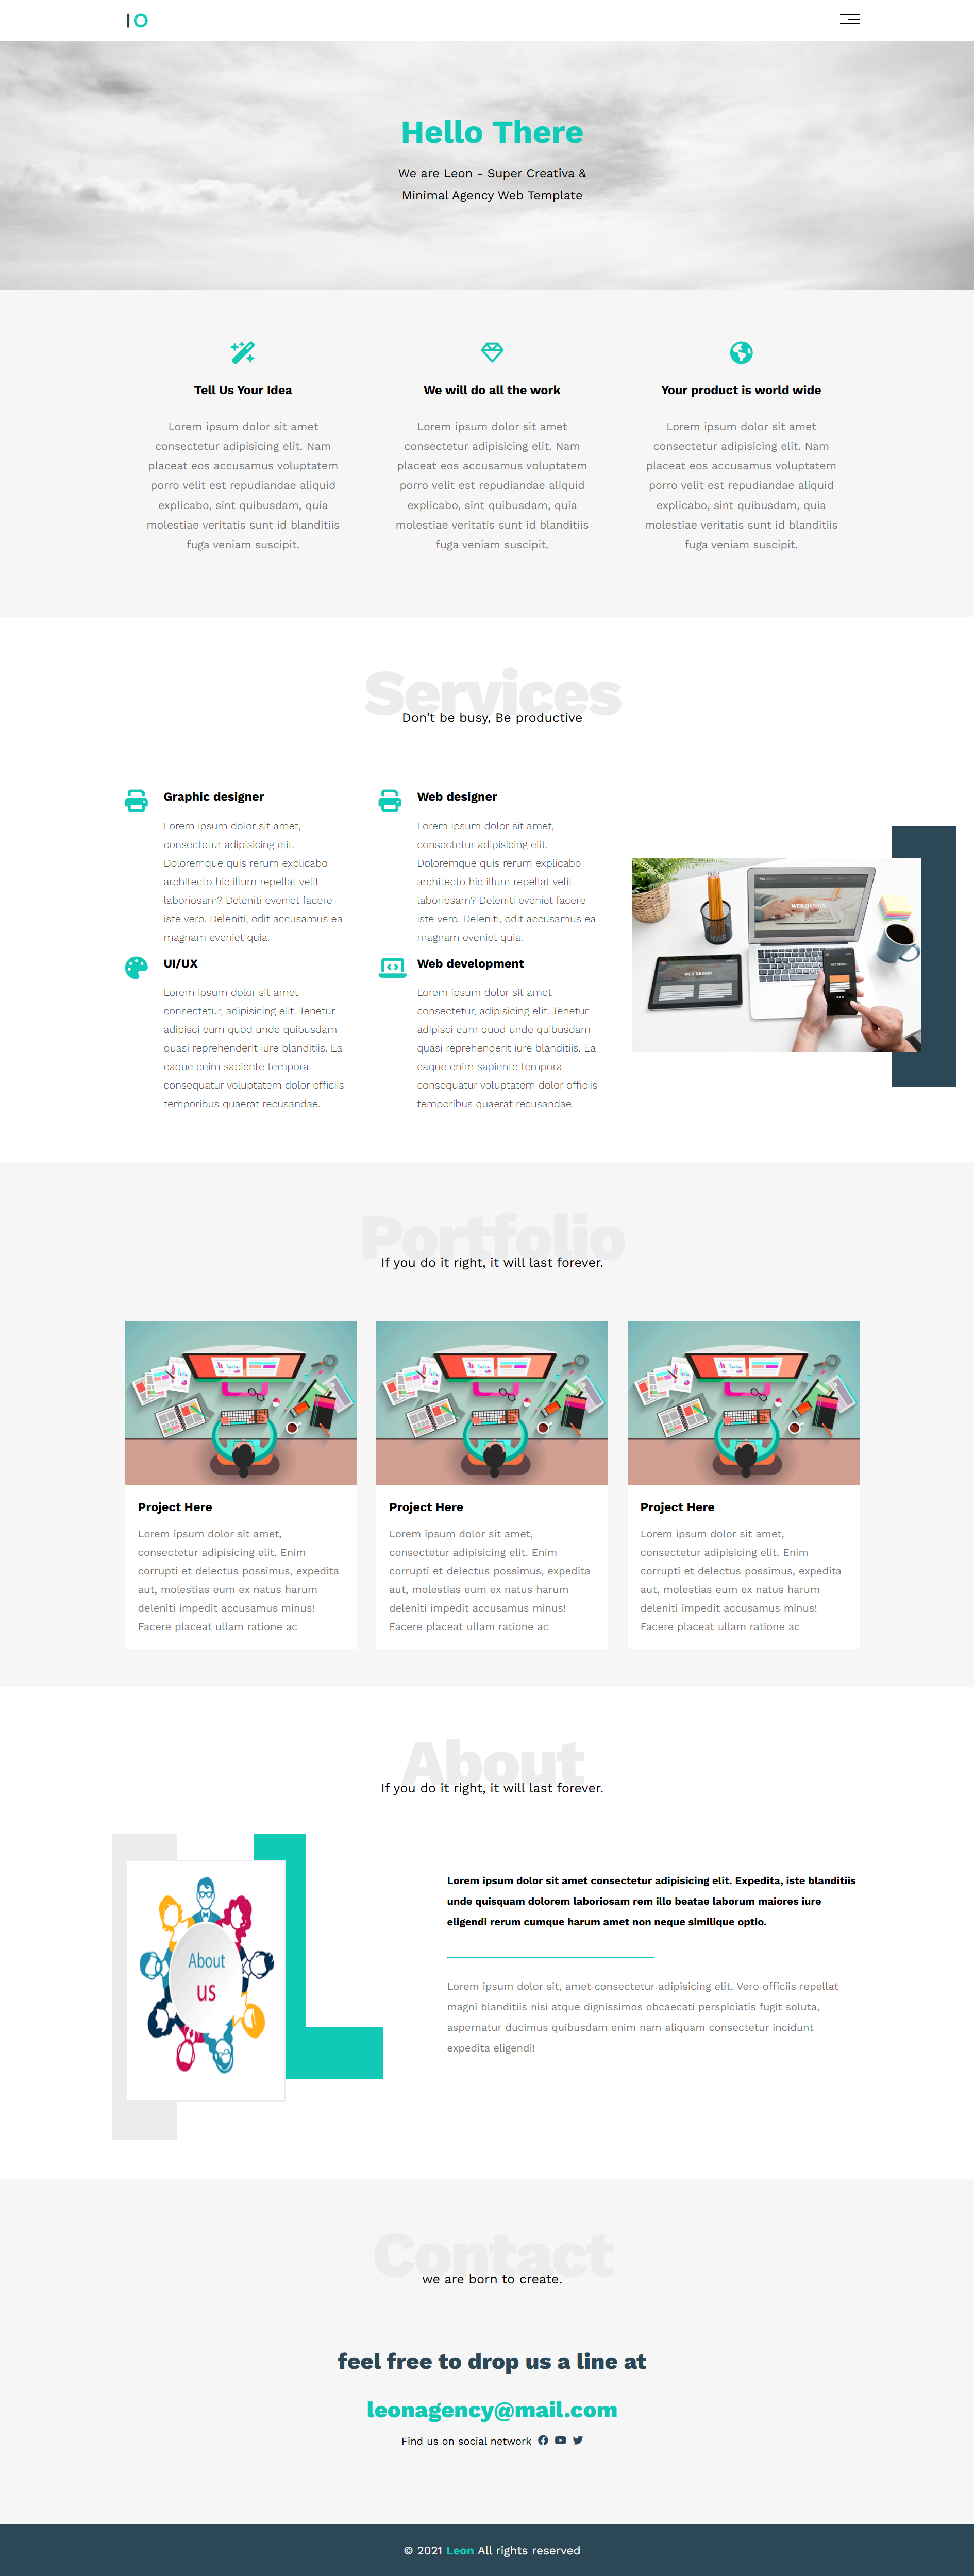 IO
Hello There
We are Leon - Super Creativa &
Minimal Agency Web Template
Tell Us Your Idea
Lorem ipsum dolor sit amet
consectetur adipisicing elit. Nam
placeat eos accusamus voluptatem
porro velit est repudiandae aliquid
explicabo, sint quibusdam, quia
molestiae veritatis sunt id blanditiis
fuga veniam suscipit.
We will do all the work
Lorem ipsum dolor sit amet
consectetur adipisicing elit. Nam
placeat eos accusamus voluptatem
porro velit est repudiandae aliquid
explicabo, sint quibusdam, quia
molestiae veritatis sunt id blanditiis
fuga veniam suscipit.
Your product is world wide
Lorem ipsum dolor sit amet
consectetur adipisicing elit. Nam
placeat eos accusamus voluptatem
porro velit est repudiandae aliquid
explicabo, sint quibusdam, quia
molestiae veritatis sunt id blanditiis
fuga veniam suscipit.
Services
Don't be busy, Be productive
Graphic designer
Lorem ipsum dolor sit amet,
consectetur adipisicing elit.
Doloremque quis rerum explicabo
architecto hic illum repellat velit
laboriosam? Deleniti eveniet facere
iste vero. Deleniti, odit accusamus ea
magnam eveniet quia.
Web designer
Lorem ipsum dolor sit amet,
consectetur adipisicing elit.
Doloremque quis rerum explicabo
architecto hic illum repellat velit
laboriosam? Deleniti eveniet facere
iste vero. Deleniti, odit accusamus ea
magnam eveniet quia.
UI/UX
Lorem ipsum dolor sit amet
consectetur, adipisicing elit. Tenetur
adipisci eum quod unde quibusdam
quasi reprehenderit iure blanditiis. Ea
eaque enim sapiente tempora
consequatur voluptatem dolor officiis
temporibus quaerat recusandae.
Web development
Lorem ipsum dolor sit amet
consectetur, adipisicing elit. Tenetur
adipisci eum quod unde quibusdam
quasi reprehenderit iure blanditiis. Ea
eaque enim sapiente tempora
consequatur voluptatem dolor officiis
temporibus quaerat recusandae.
WEB DESIGN
WEB DESIGN
WEB DESIGN
Portfolio
If you do it right, it will last forever.
Project Here
Lorem ipsum dolor sit amet,
consectetur adipisicing elit. Enim
corrupti et delectus possimus, expedita
aut, molestias eum ex natus harum
deleniti impedit accusamus minus!
Facere placeat ullam ratione ac
Project Here
Lorem ipsum dolor sit amet,
consectetur adipisicing elit. Enim
corrupti et delectus possimus, expedita
aut, molestias eum ex natus harum
deleniti impedit accusamus minus!
Facere placeat ullam ratione ac
Project Here
Lorem ipsum dolor sit amet,
consectetur adipisicing elit. Enim
corrupti et delectus possimus, expedita
aut, molestias eum ex natus harum
deleniti impedit accusamus minus!
Facere placeat ullam ratione ac
About
If you do it right, it will last forever.
About
us
Lorem ipsum dolor sit amet consectetur adipisicing elit. Expedita, iste blanditiis
unde quisquam dolorem laboriosam rem illo beatae laborum maiores iure
eligendi rerum cumque harum amet non neque similique optio.
Lorem ipsum dolor sit, amet consectetur adipisicing elit. Vero officiis repellat
magni blanditiis nisi atque dignissimos obcaecati perspiciatis fugit soluta,
aspernatur ducimus quibusdam enim nam aliquam consectetur incidunt
expedita eligendi!
Contact
we are born to create.
feel free to drop us a line at
leonagency@mail.com
Find us on social network
© 2021 Leon All rights reserved